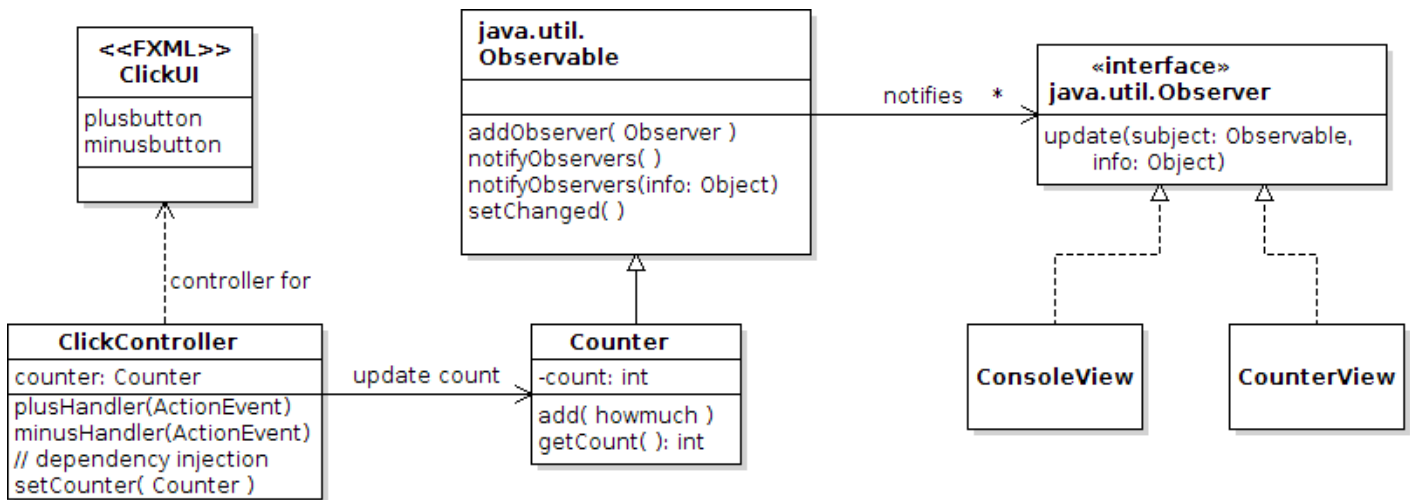 <<FXML>>
ClickUI
plusbutton
minusbutton
controller for
ClickController
counter: Counter
plusHandler(ActionEvent)
minusHandler(ActionEvent)
// dependency injection
setCounter( Counter )
update count
java.util.
Observable
addObserver( Observer )
notifyObservers( )
notifyObservers(info: Object)
setChanged( )
Counter
-count: int
add( howmuch )
getCount( ): int
notifies *
«interface»
java.util.Observer
update(subject: Observable,
info: Object)
ConsoleView
CounterView